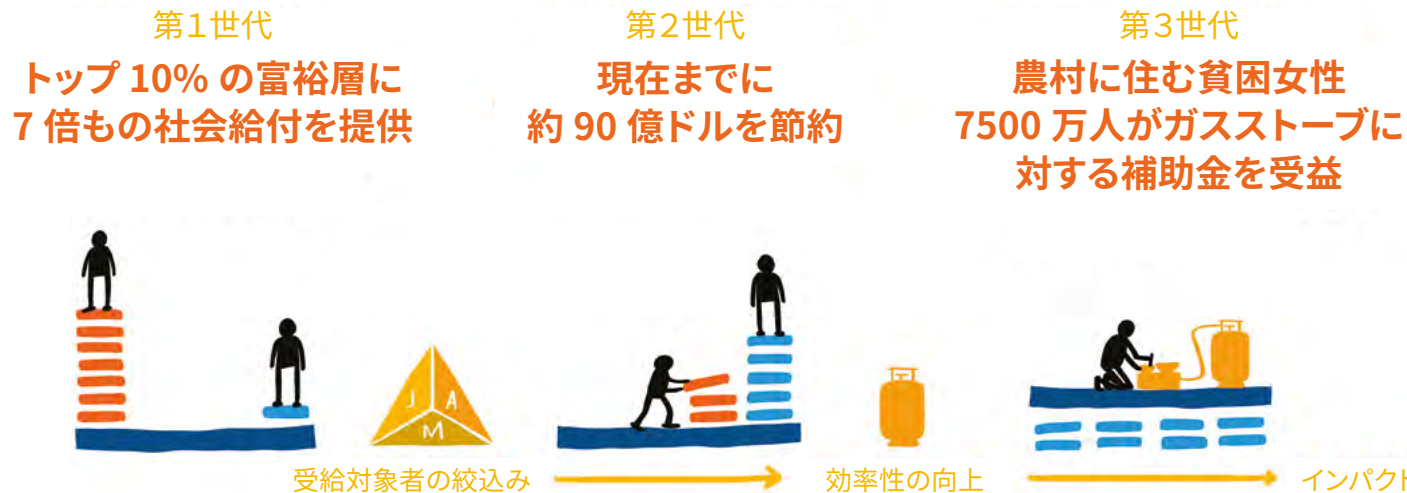 第1世代
トップ 10% の富裕層に
7 倍もの社会給付を提供
第2世代
現在までに
約 90 億ドルを節約
第3世代
農村に住む貧困女性
7500 万人がガスストーブに
対する補助金を受益
J A
M
受給対象者の絞込み
効率性の向上
インパクト